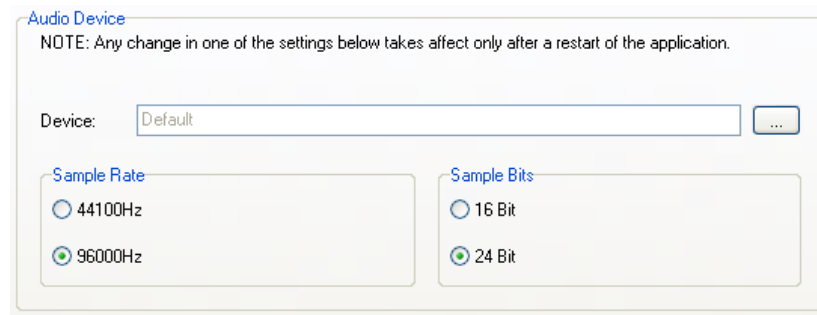 Audio Device
NOTE: Any change in one of the settings below takes affect only after a restart of the application.
Device: Default ...
Sample Rate
44100Hz
96000Hz
Sample Bits
16 Bit
24 Bit